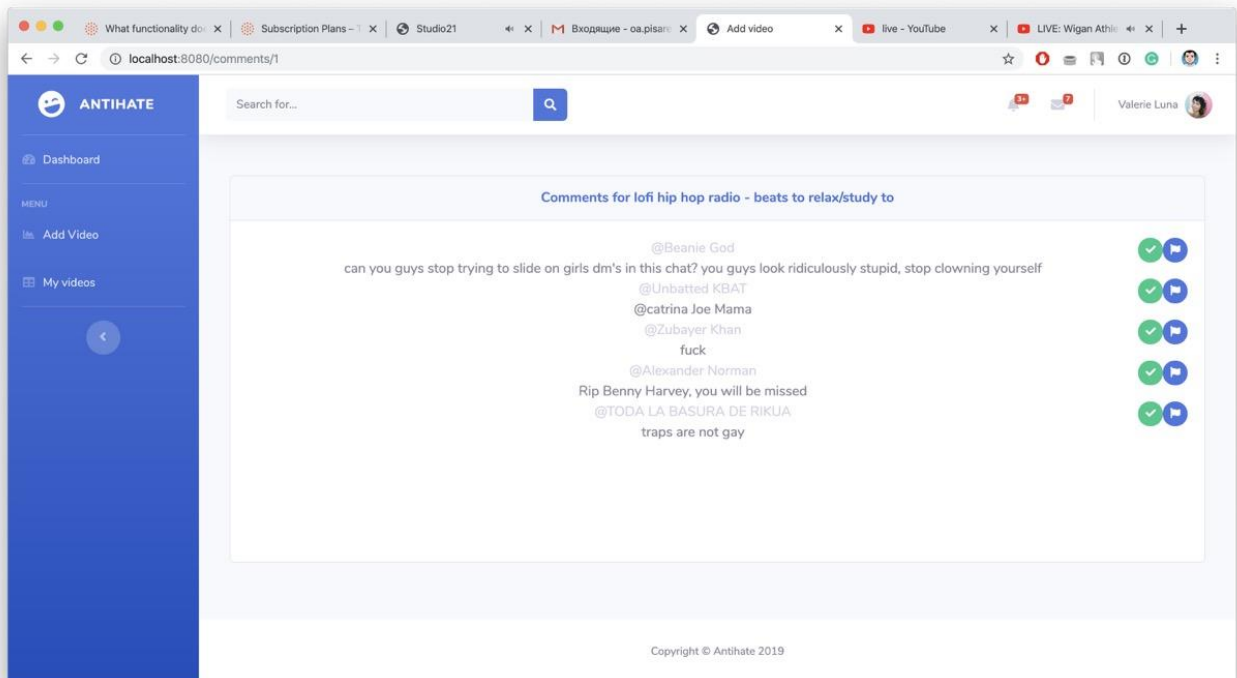 What functionality do
Subscription Plans – T
Studio21
Входящие - oa.pisare
Add video
live - YouTube
LIVE: Wigan Athle
localhost:8080/comments/1
ANTIHATE
Search for...
3+
7
Valerie Luna
Dashboard
MENU
Add Video
My videos
Comments for lofi hip hop radio - beats to relax/study to
@Beanie God
can you guys stop trying to slide on girls dm's in this chat? you guys look ridiculously stupid, stop clowning yourself
@Unbatted KBAT
@catrina Joe Mama
@Zubayer Khan
fuck
@Alexander Norman
Rip Benny Harvey, you will be missed
@TODA LA BASURA DE RIKUA
traps are not gay
Copyright © Antihate 2019